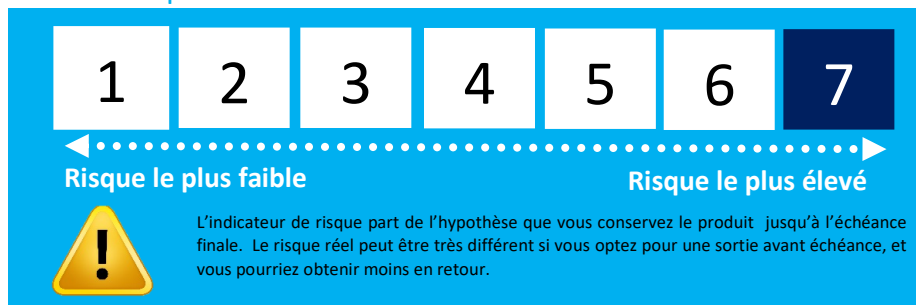 1 2 3 4 5 6 7
Risque le plus faible Risque le plus élevé
L'indicateur de risque part de l'hypothèse que vous conservez le produit jusqu'à l'échéance
finale. Le risque réel peut être très différent si vous optez pour une sortie avant échéance, et
vous pourriez obtenir moins en retour.